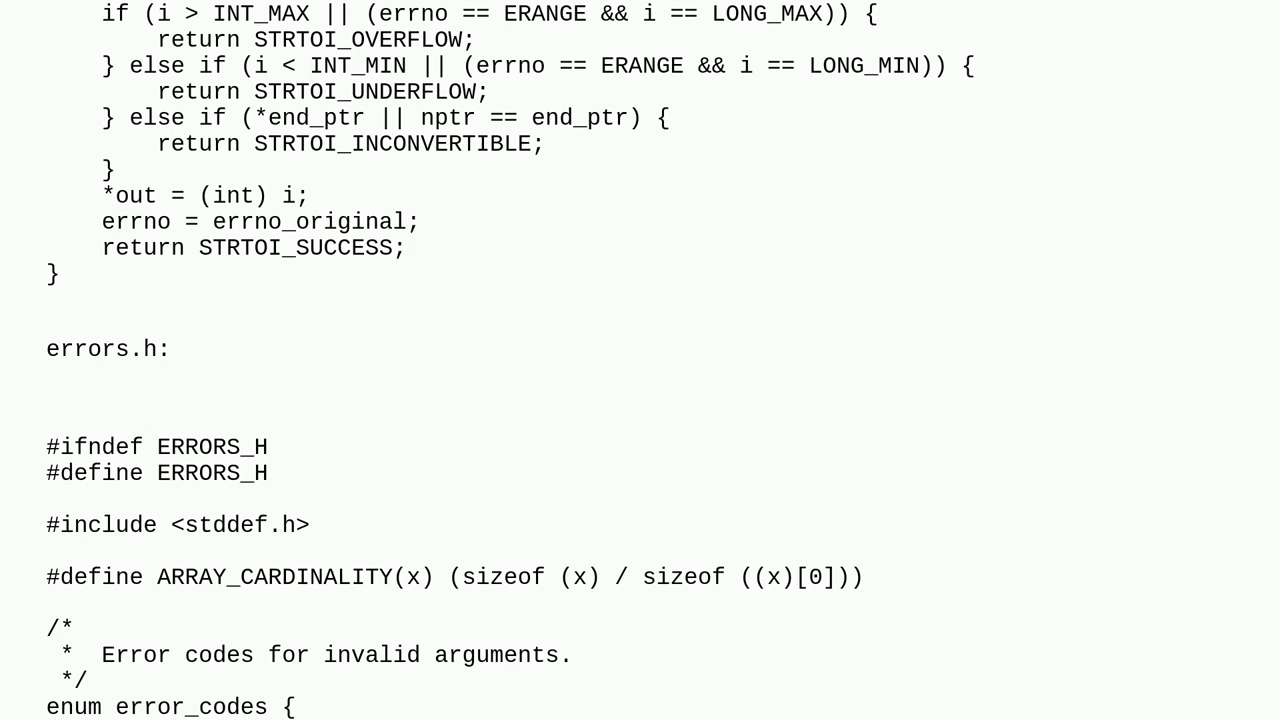 if (i > INT_MAX || (errno == ERANGE && i == LONG_MAX)) {
return STRTOI_OVERFLOW;
} else if (i < INT_MIN || (errno == ERANGE && i == LONG_MIN)) {
return STRTOI_UNDERFLOW;
} else if (*end_ptr || nptr == end_ptr) {
return STRTOI_INCONVERTIBLE;
}
*out = (int) i;
errno = errno_original;
return STRTOI_SUCCESS;
}
errors.h:
#ifndef ERRORS_H
#define ERRORS_H
#include <stddef.h>
#define ARRAY_CARDINALITY(x) (sizeof (x) / sizeof ((x)[0]))
/*
*  Error codes for invalid arguments.
*/
enum error_codes {